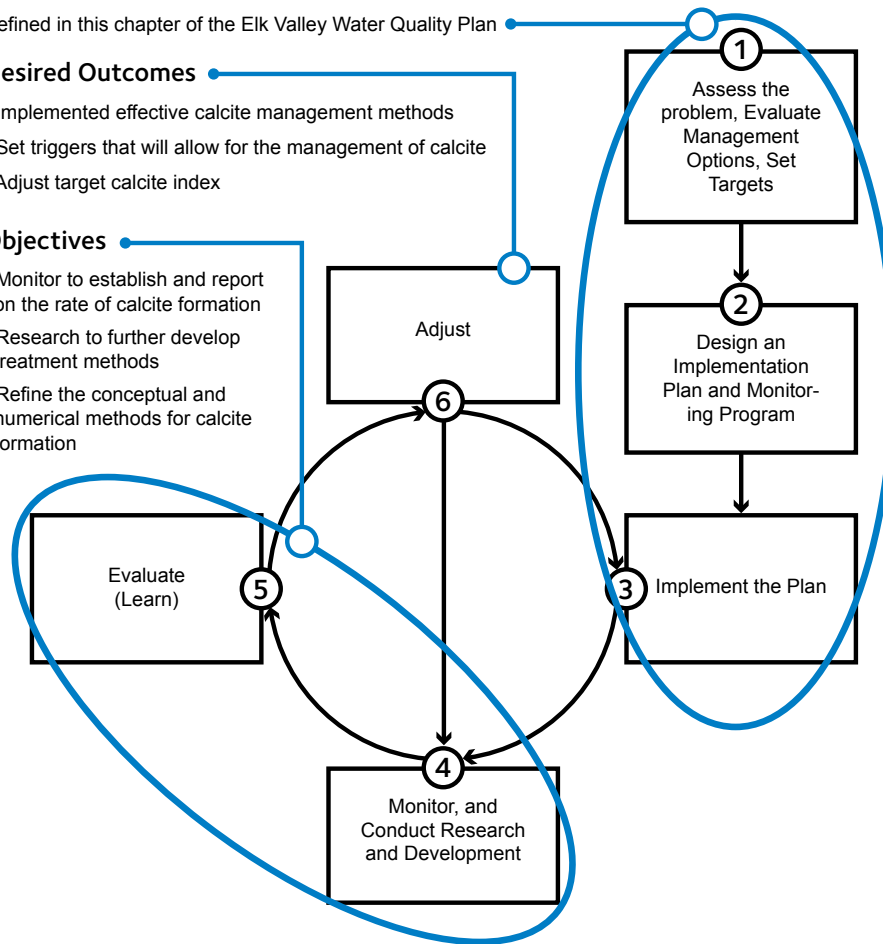 efined in this chapter of the Elk Valley Water Quality Plan
esired Outcomes
Implemented effective calcite management methods
Set triggers that will allow for the management of calcite
Adjust target calcite index
bjectives
Monitor to establish and report
on the rate of calcite formation
Research to further develop
treatment methods
Refine the conceptual and
numerical methods for calcite
formation
1
Assess the
problem, Evaluate
Management
Options, Set
Targets
2
Design an
Implementation
Plan and Monitor-
ing Program
3
Implement the Plan
4
Monitor, and
Conduct Research
and Development
5
Evaluate
(Learn)
6
Adjust